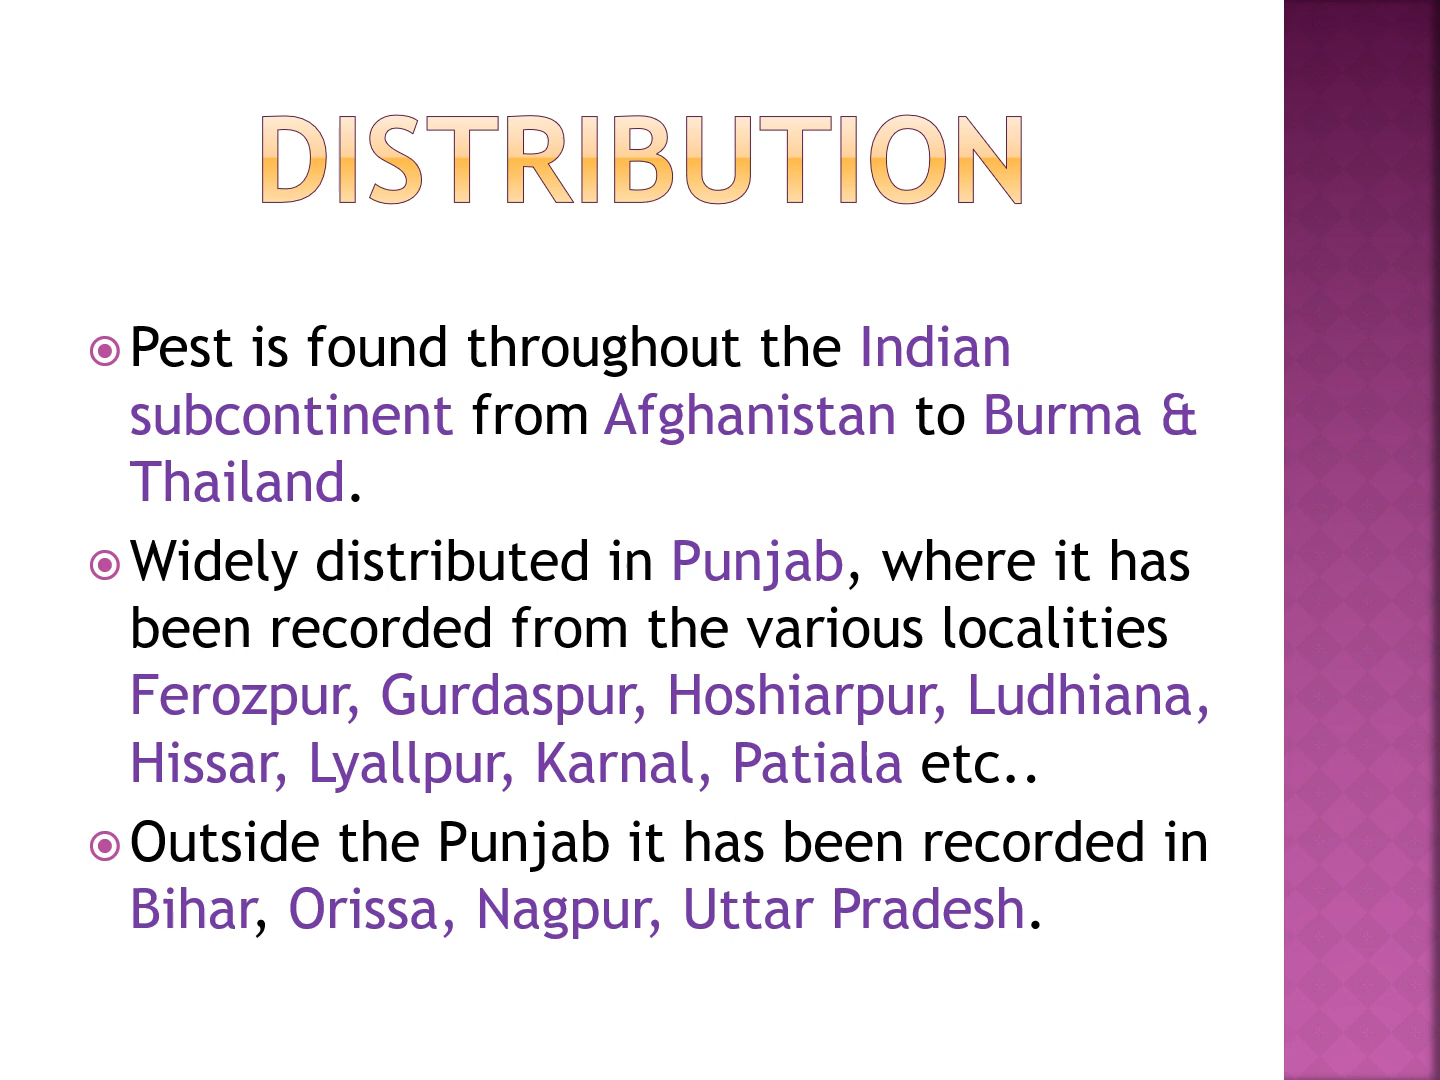 DISTRIBUTION
Pest is found throughout the Indian
subcontinent from Afghanistan to Burma &
Thailand.
Widely distributed in Punjab, where it has
been recorded from the various localities
Ferozpur, Gurdaspur, Hoshiarpur, Ludhiana,
Hissar, Lyallpur, Karnal, Patiala etc..
Outside the Punjab it has been recorded in
Bihar, Orissa, Nagpur, Uttar Pradesh.